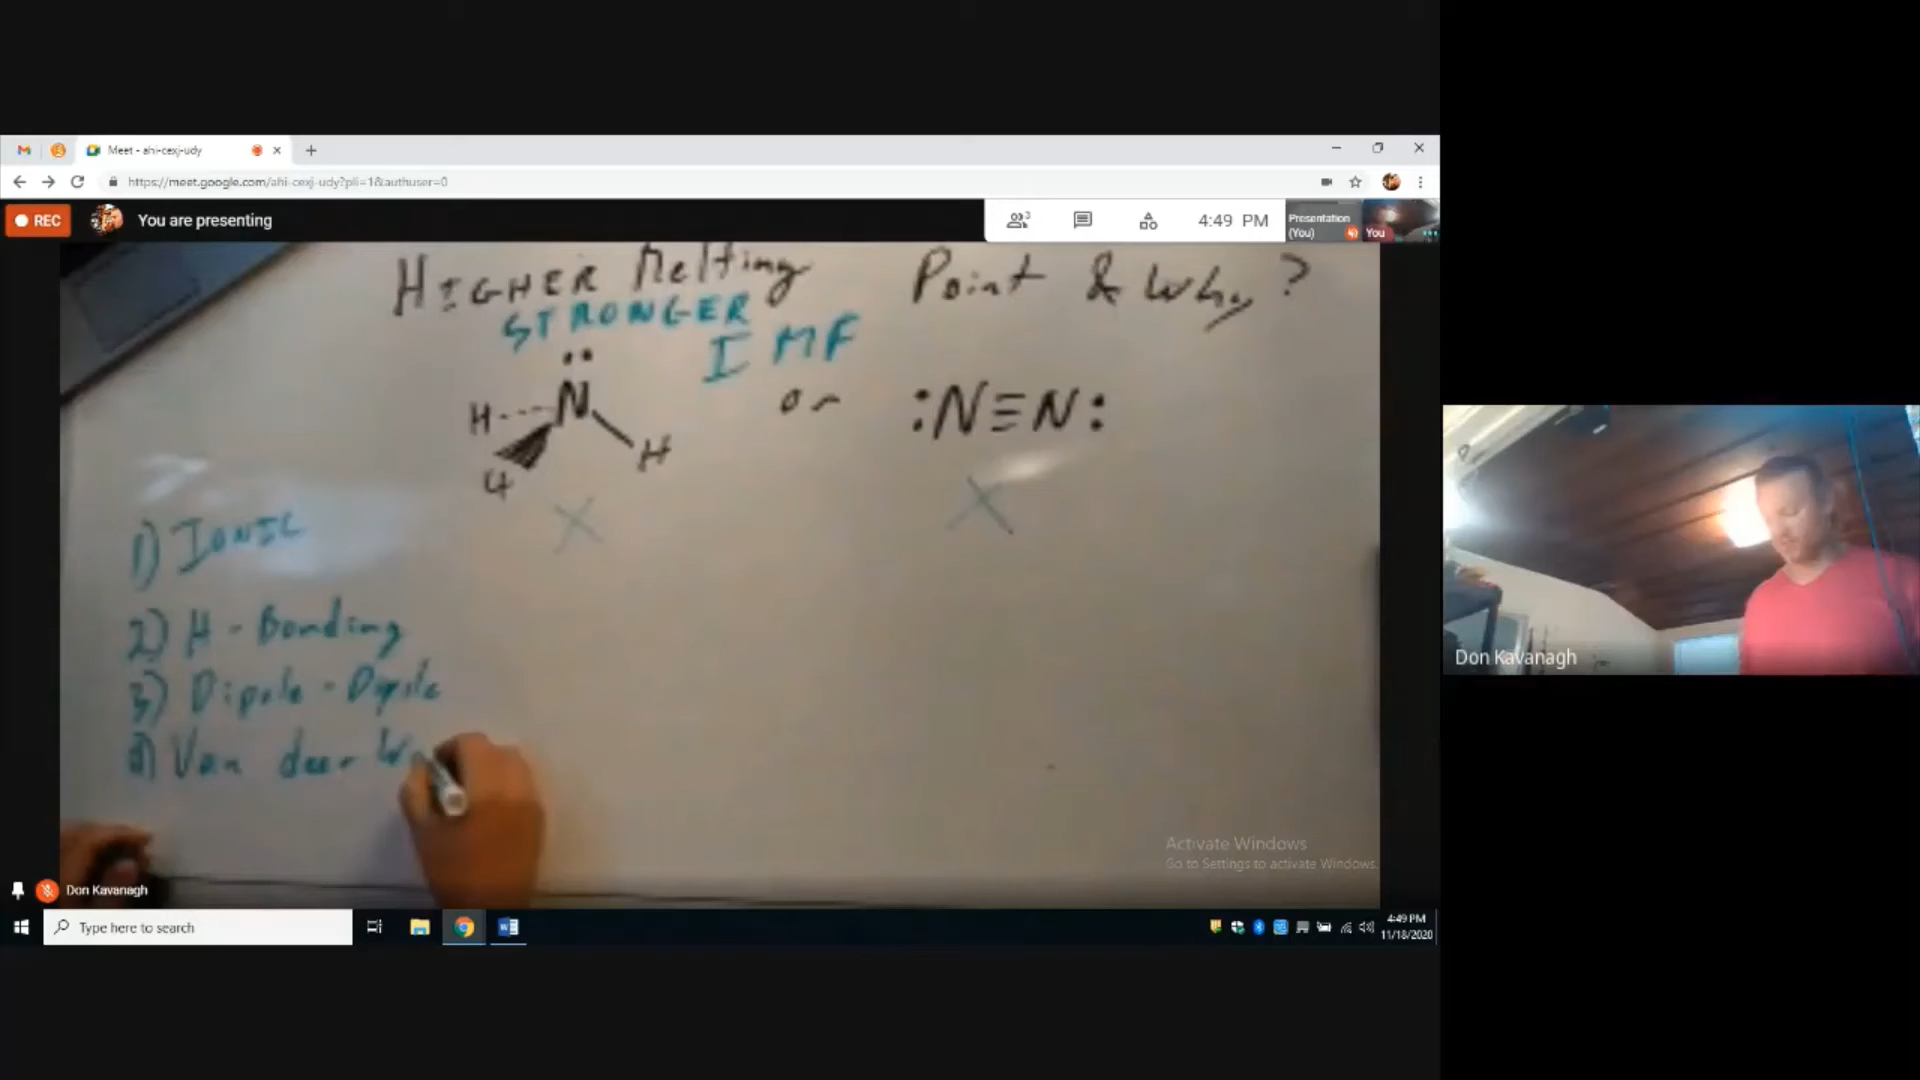 Meet - ahi-cexj-udy
https://meet.google.com/ahi-cexj-udy?pli=1&authuser=0
REC
You are presenting
3
4:49 PM
Presentation
(You)
You
HIGHER Melting Point & Why?
STRONGER
IMF
N
H
H
H
or
:N≡N:
X
X
1) IONIC
2) H-Bonding
3) Dipole-Dipole
4) Van deer W
Activate Windows
Go to Settings to activate Windows.
Don Kavanagh
Don Kavanagh
Type here to search
4:49 PM
11/18/2020